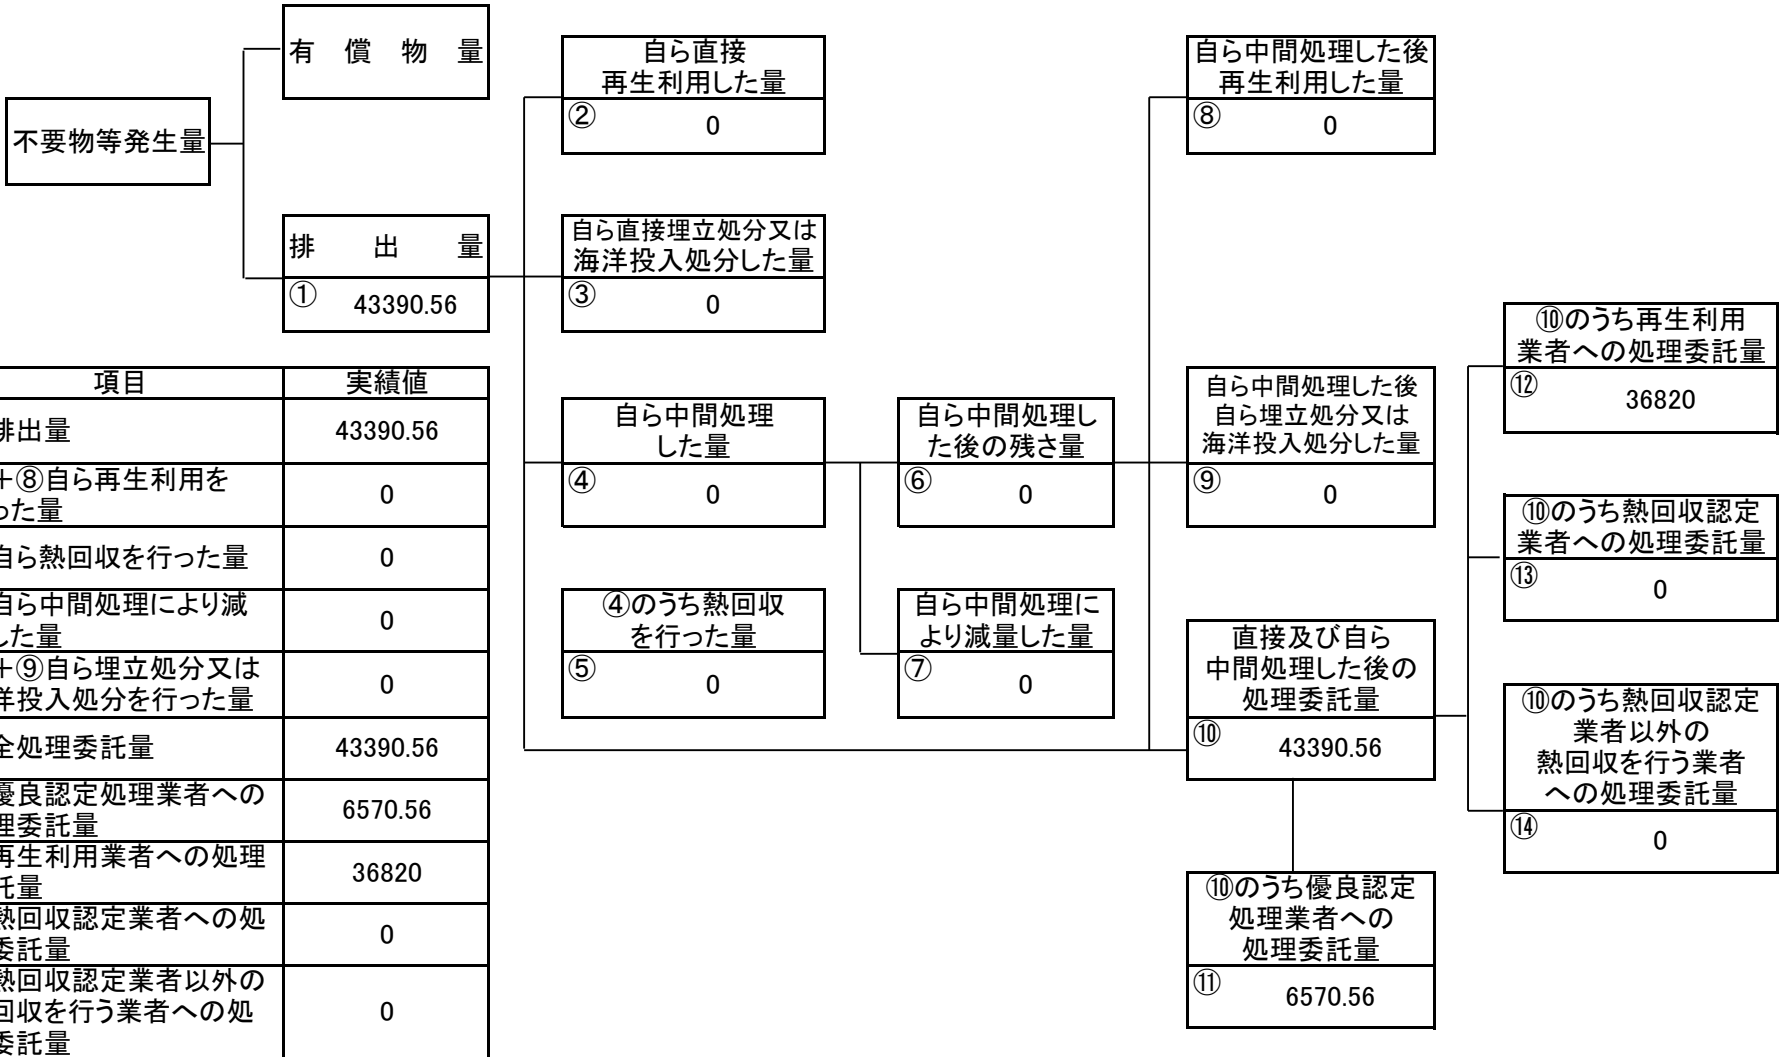 有償物量
不要物等発生量
排出量
① 43390.56
自ら直接
再生利用した量
② 0
自ら直接埋立処分又は
海洋投入処分した量
③ 0
自ら中間処理
した量
④ 0
④のうち熱回収
を行った量
⑤ 0
自ら中間処理し
た後の残さ量
⑥ 0
自ら中間処理に
より減量した量
⑦ 0
自ら中間処理した後
再生利用した量
⑧ 0
自ら中間処理した後
自ら埋立処分又は
海洋投入処分した量
⑨ 0
直接及び自ら
中間処理した後の
処理委託量
⑩ 43390.56
⑩のうち優良認定
処理業者への
処理委託量
⑪ 6570.56
⑩のうち再生利用
業者への処理委託量
⑫ 36820
⑩のうち熱回収認定
業者への処理委託量
⑬ 0
⑩のうち熱回収認定
業者以外の
熱回収を行う業者
への処理委託量
⑭ 0
項目 実績値
排出量 43390.56
+⑧自ら再生利用を
った量 0
自ら熱回収を行った量 0
自ら中間処理により減
した量 0
+⑨自ら埋立処分又は
洋投入処分を行った量 0
全処理委託量 43390.56
優良認定処理業者への
理委託量 6570.56
再生利用業者への処理
託量 36820
熱回収認定業者への処
委託量 0
熱回収認定業者以外の
回収を行う業者への処
委託量 0